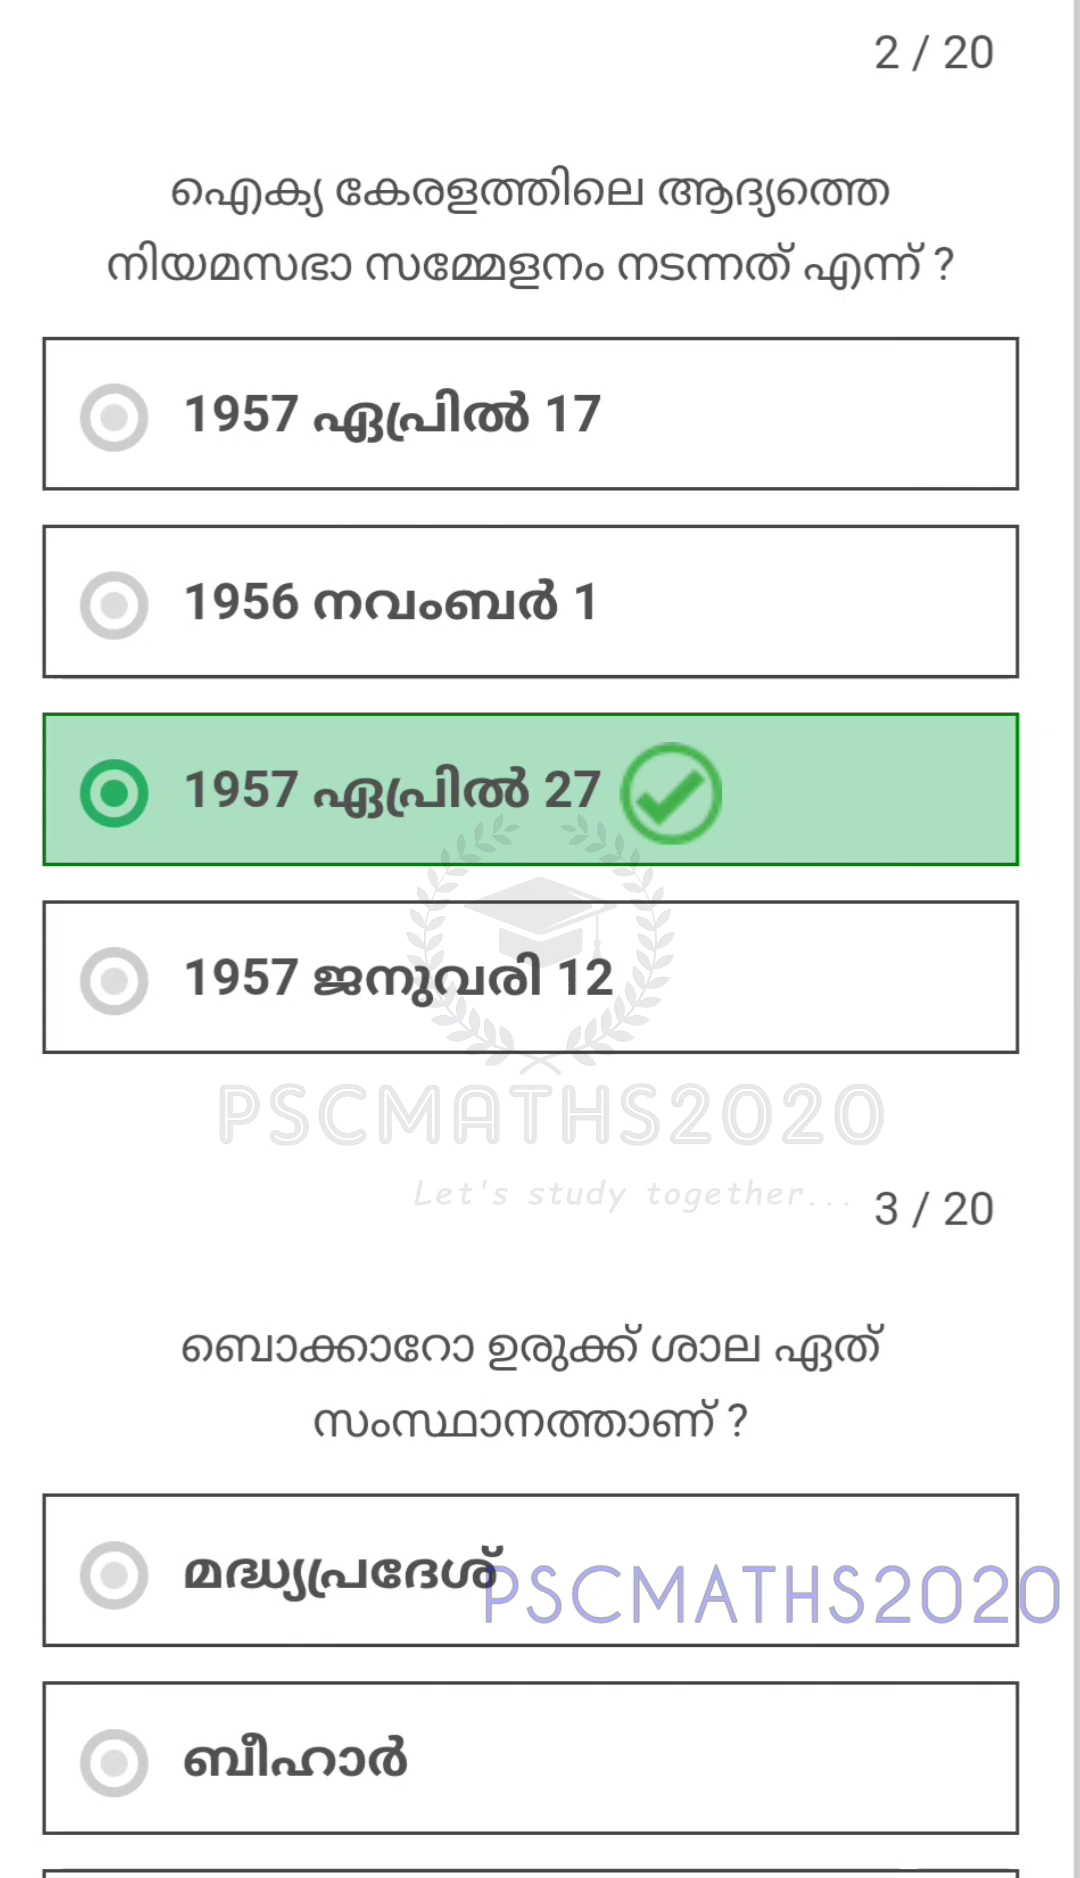 2 / 20
ഐക്യ കേരളത്തിലെ ആദ്യത്തെ
നിയമസഭാ സമ്മേളനം നടന്നത് എന്ന് ?
1957 ഏപ്രിൽ 17
1956 നവംബർ 1
1957 ഏപ്രിൽ 27
1957 ജനുവരി 12
PSCMATHS2020
Let's study together...
3 / 20
ബൊക്കാറോ ഉരുക്ക് ശാല ഏത്
സംസ്ഥാനത്താണ് ?
മദ്ധ്യപ്രദേശ്
PSCMATHS2020
ബീഹാർ